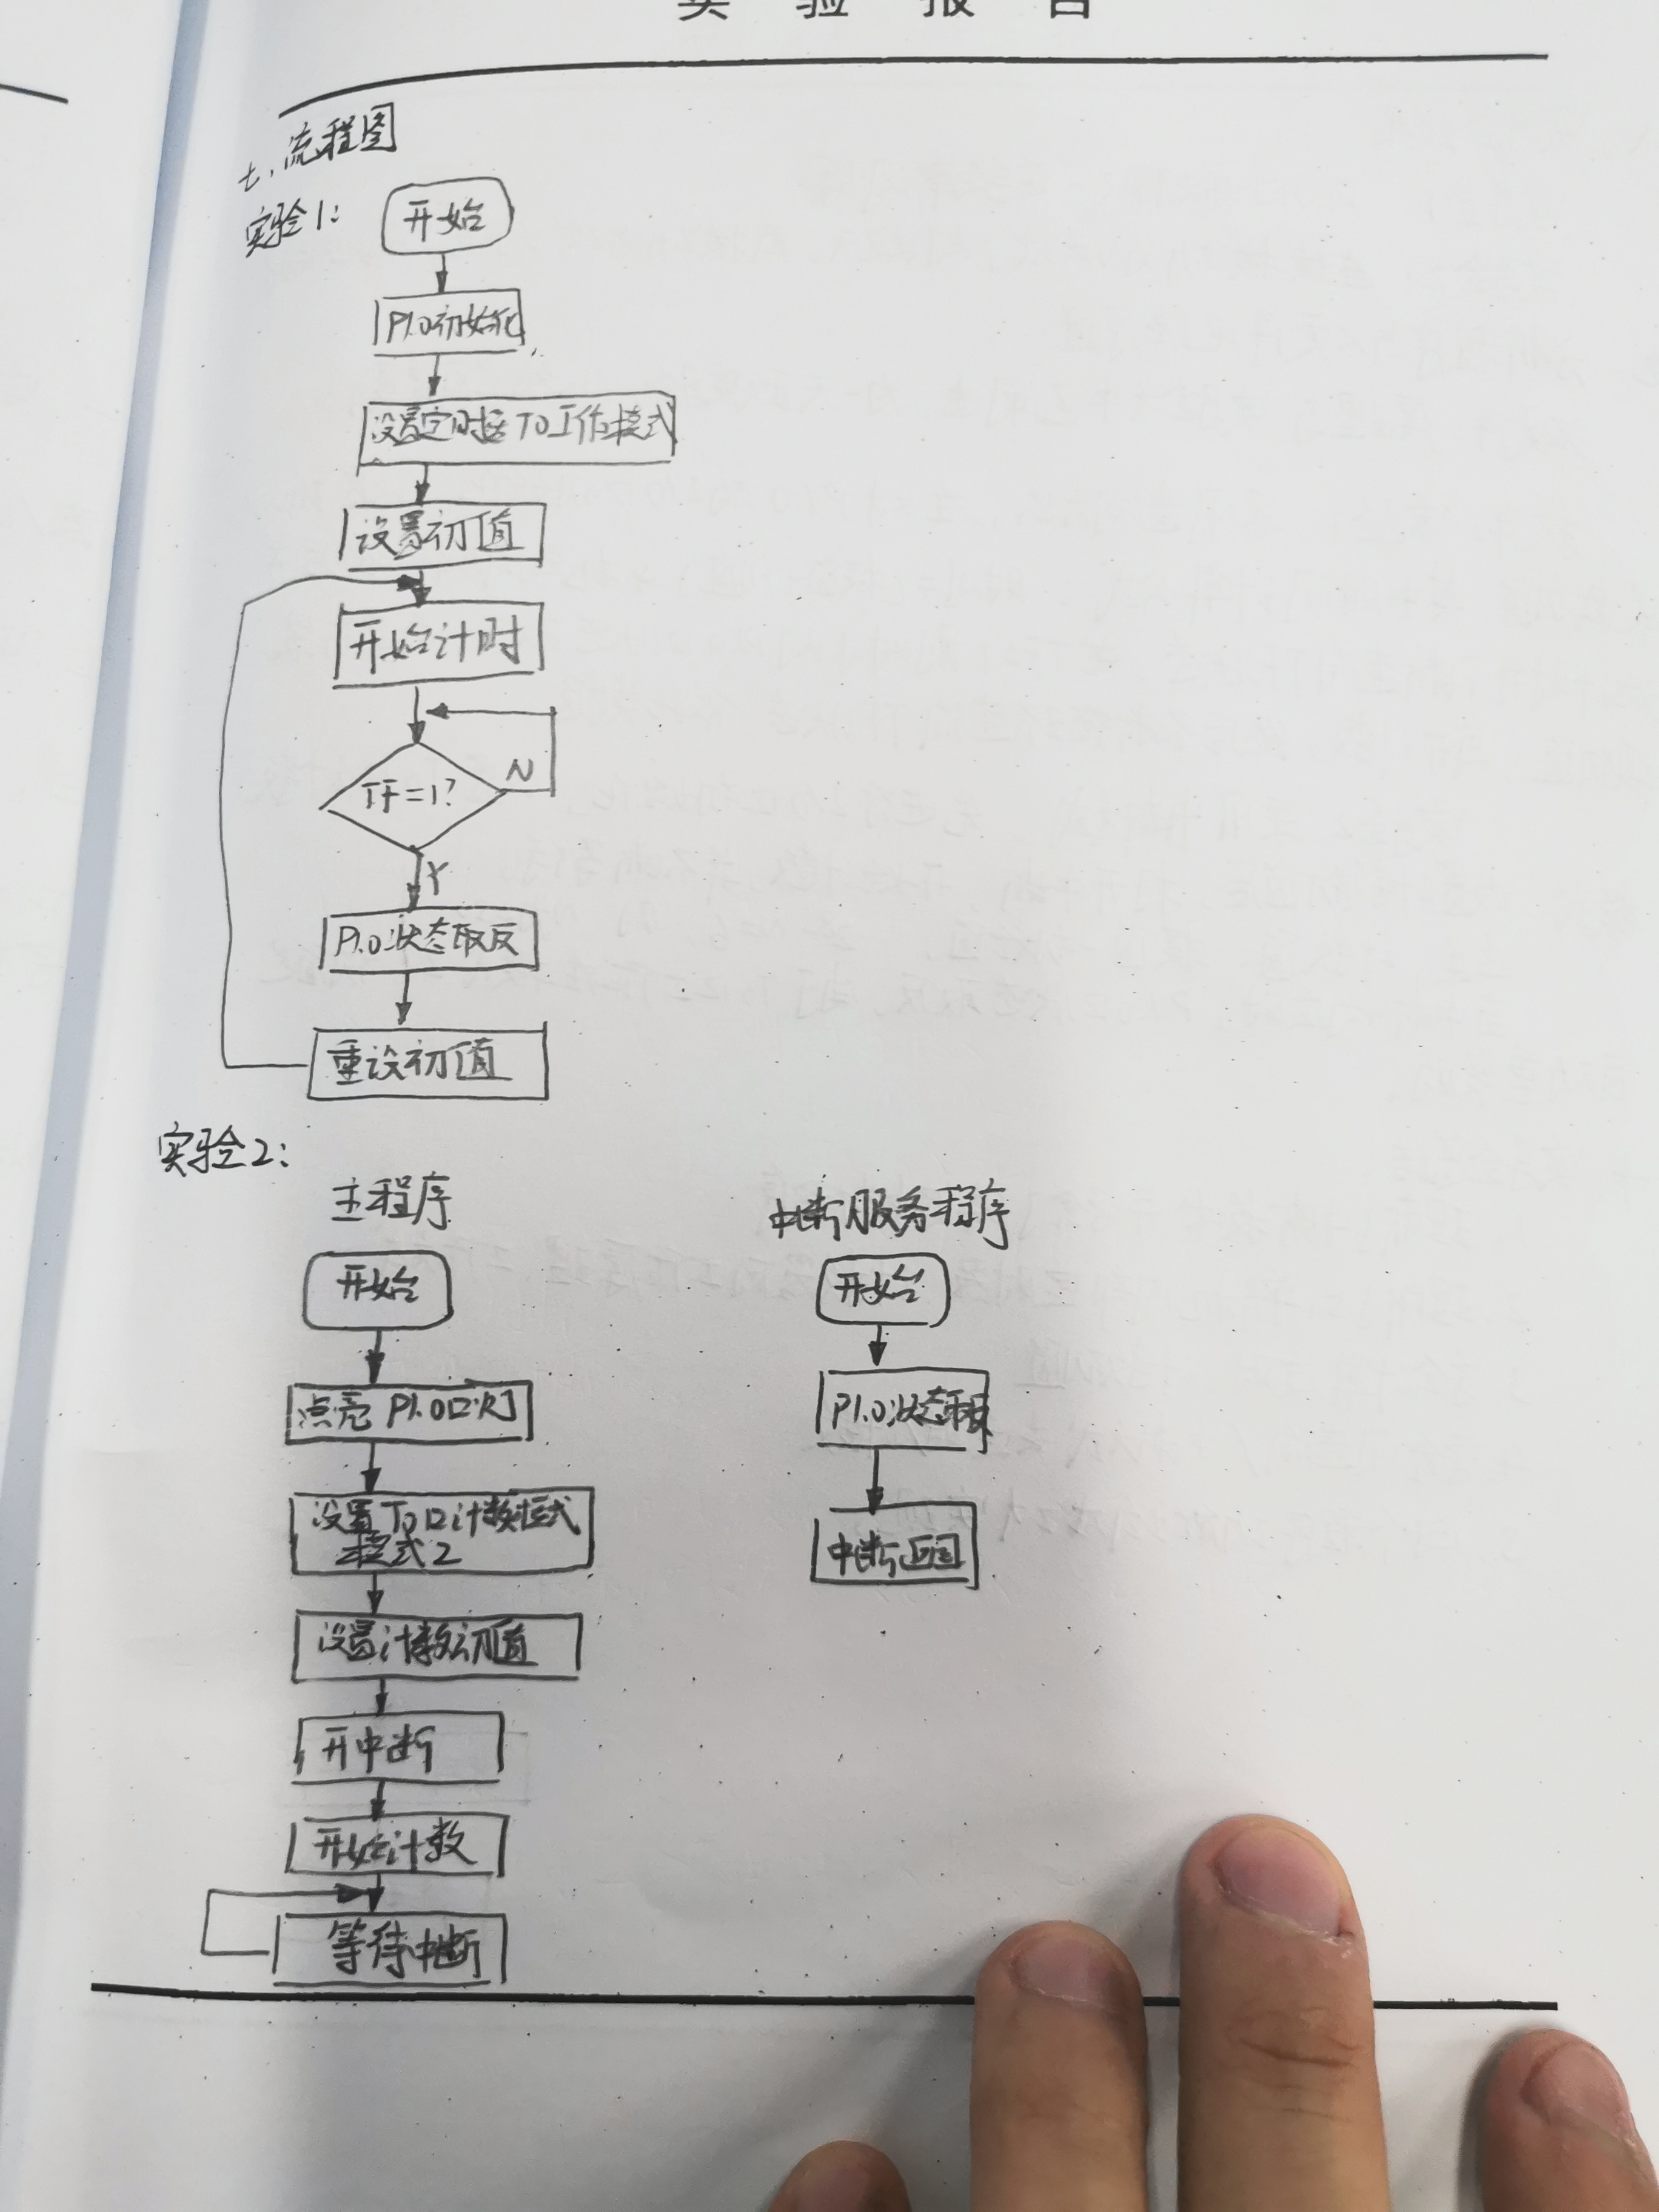 实 验 报 告
七、流程图
实验1:
开始
P1.0初始化
设置定时器T0工作模式
设置初值
开始计时
TF=1?
N
Y
P1.0状态取反
重设初值
实验2:
主程序
开始
点亮P1.0口灯
设置T0口计数模式
模式2
设置计数初值
开中断
开始计数
等待中断
中断服务程序
开始
P1.0状态取反
中断返回